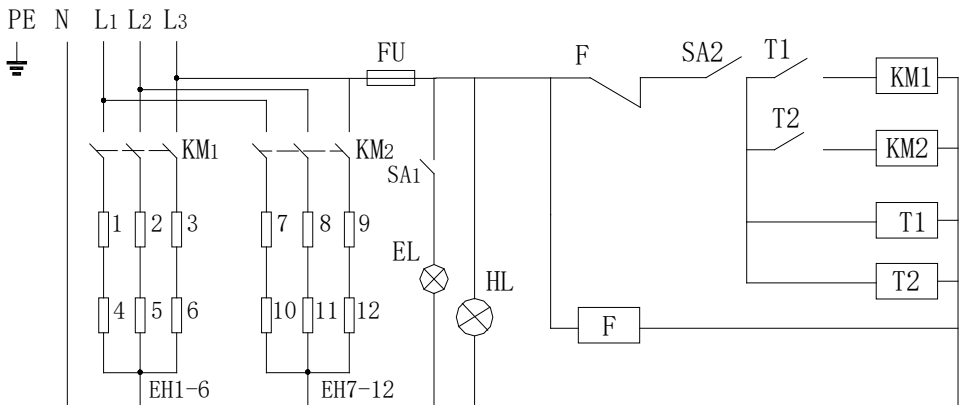 PE N L1 L2 L3
FU
F
SA2
T1
KM1
T2
KM2
KM1
KM2
SA1
1 2 3
7 8 9
T1
EL
HL
T2
4 5 6
10 11 12
F
EH1-6
EH7-12